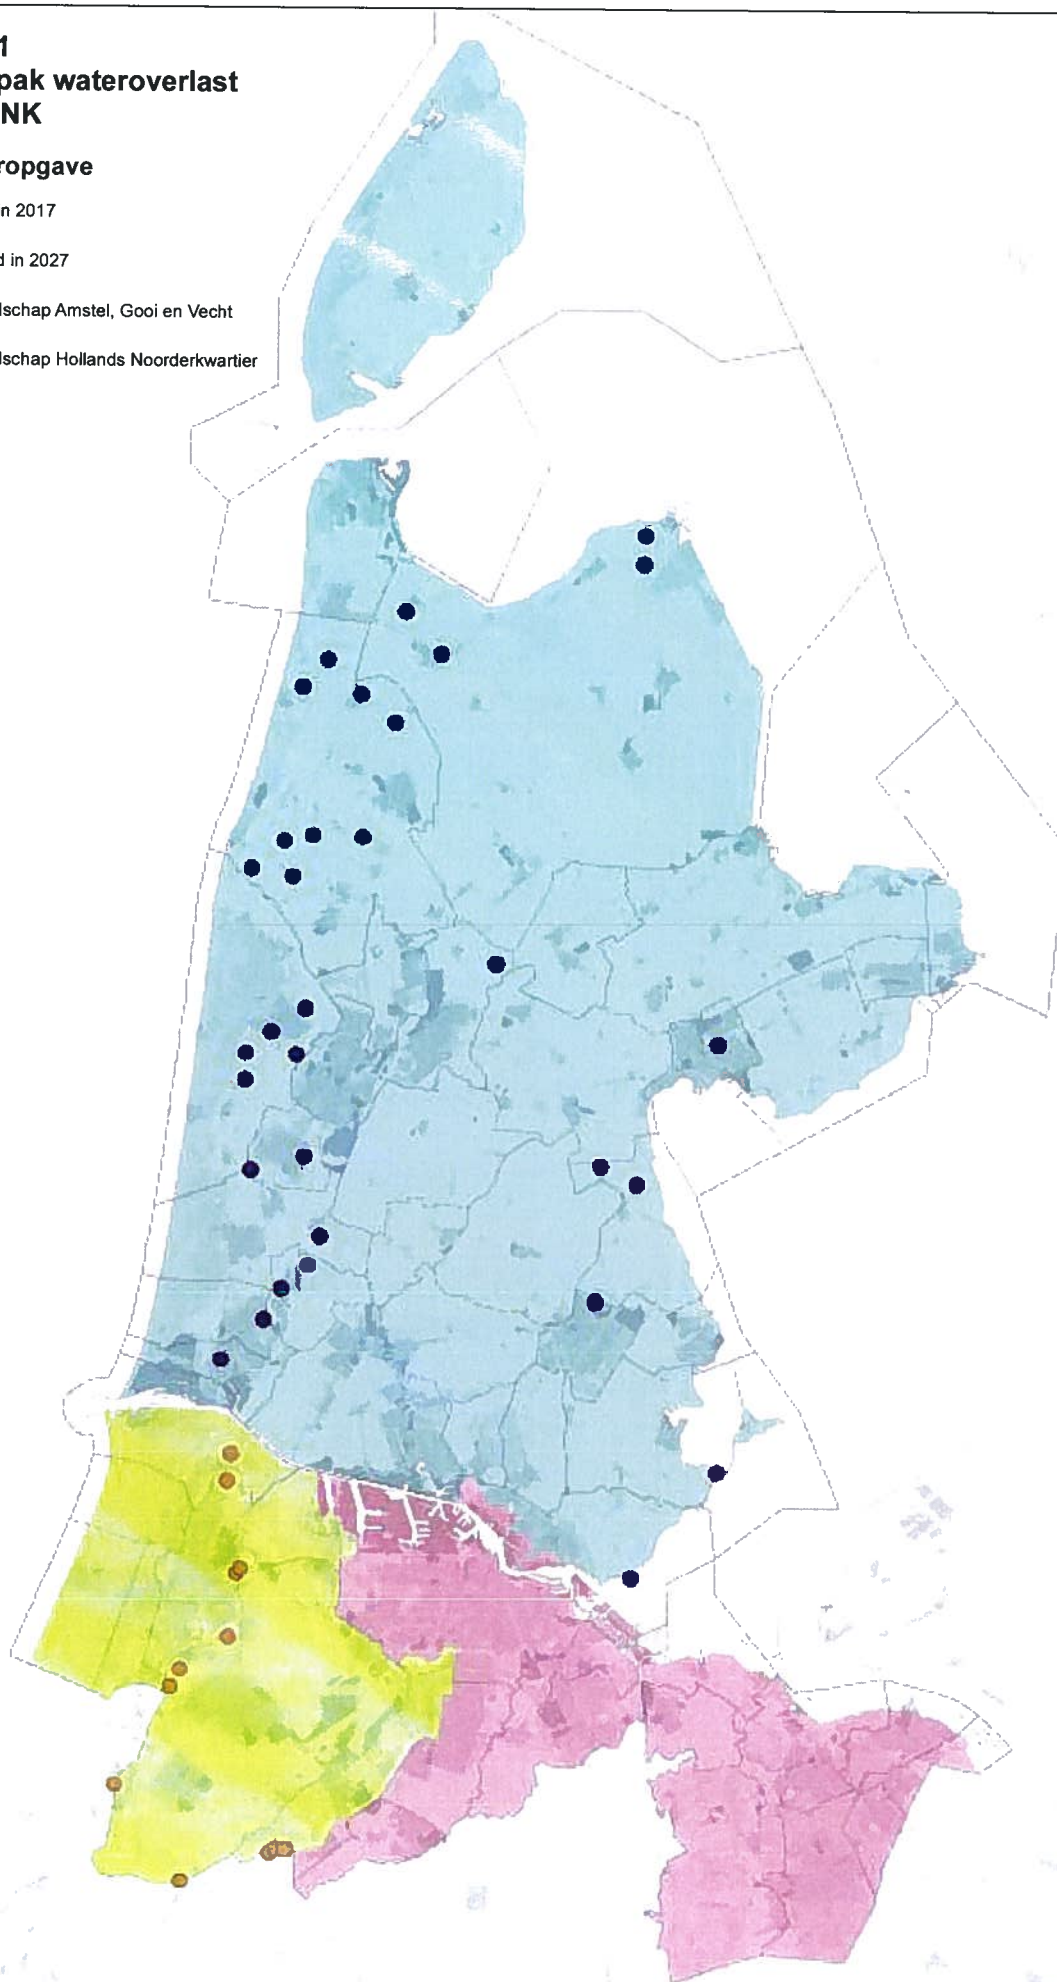 1
pak wateroverlast
NK
ropgave
n 2017
d in 2027
lschap Amstel, Gooi en Vecht
lschap Hollands Noorderkwartier